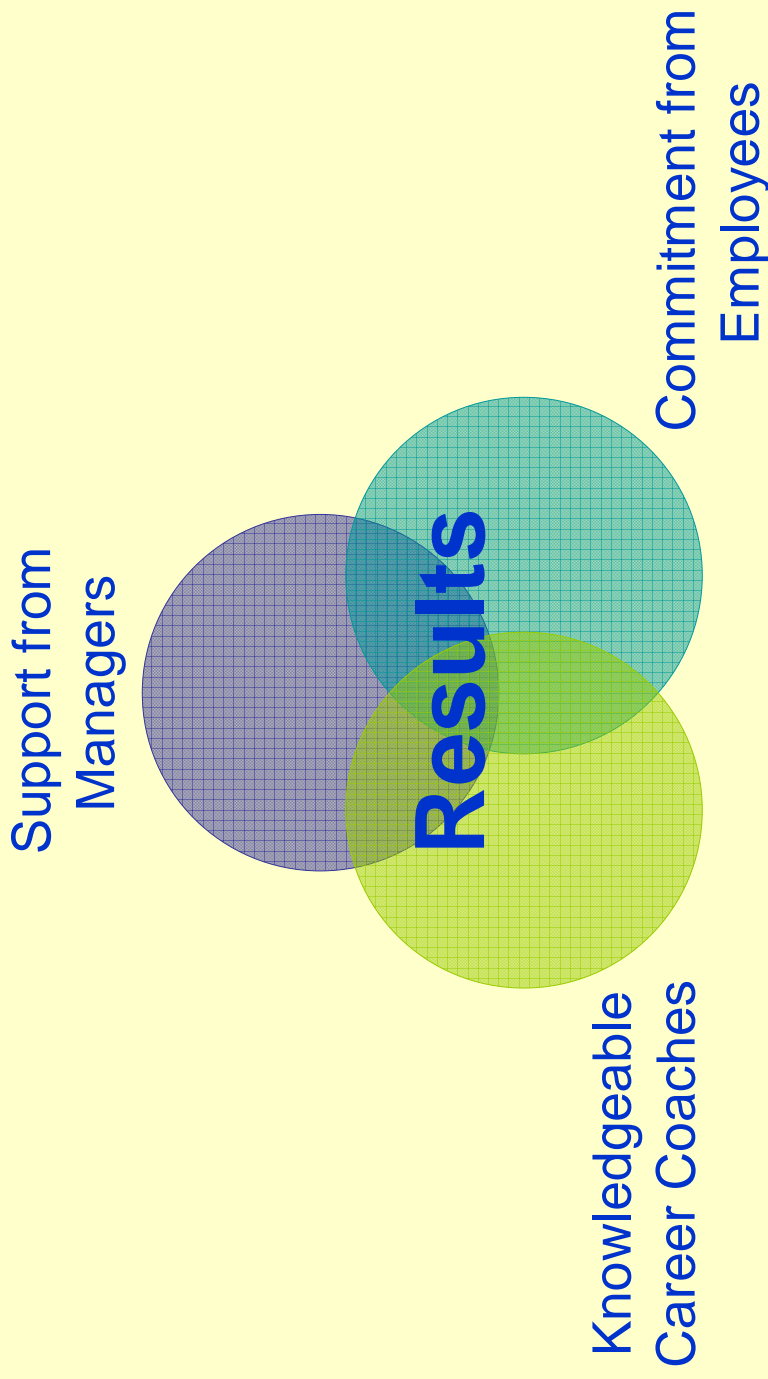 Support from
Managers
Results
Knowledgeable
Career Coaches
Commitment from
Employees